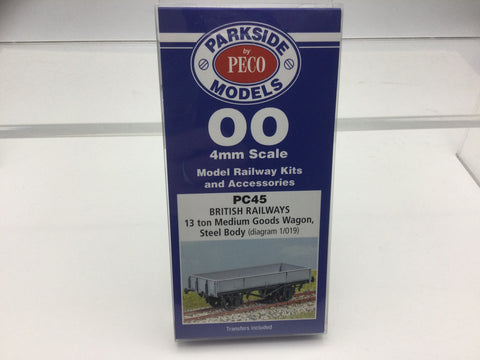 PARKSIDE
by
PECO
MODELS
OO
4mm Scale
Model Railway Kits
and Accessories
PC45
BRITISH RAILWAYS
13 ton Medium Goods Wagon,
Steel Body (diagram 1/019)
Transfers included